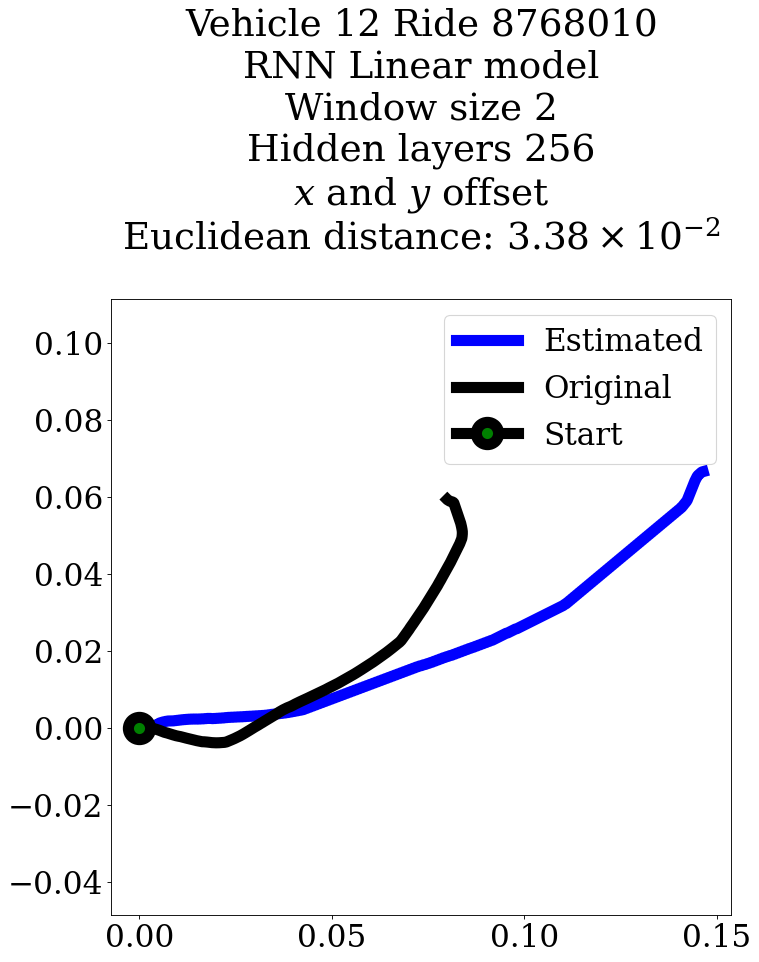 Vehicle 12 Ride 8768010
RNN Linear model
Window size 2
Hidden layers 256
x and y offset
Euclidean distance: 3.38 × 10⁻²
Estimated
Original
Start
0.10
0.08
0.06
0.04
0.02
0.00
−0.02
−0.04
0.00 0.05 0.10 0.15